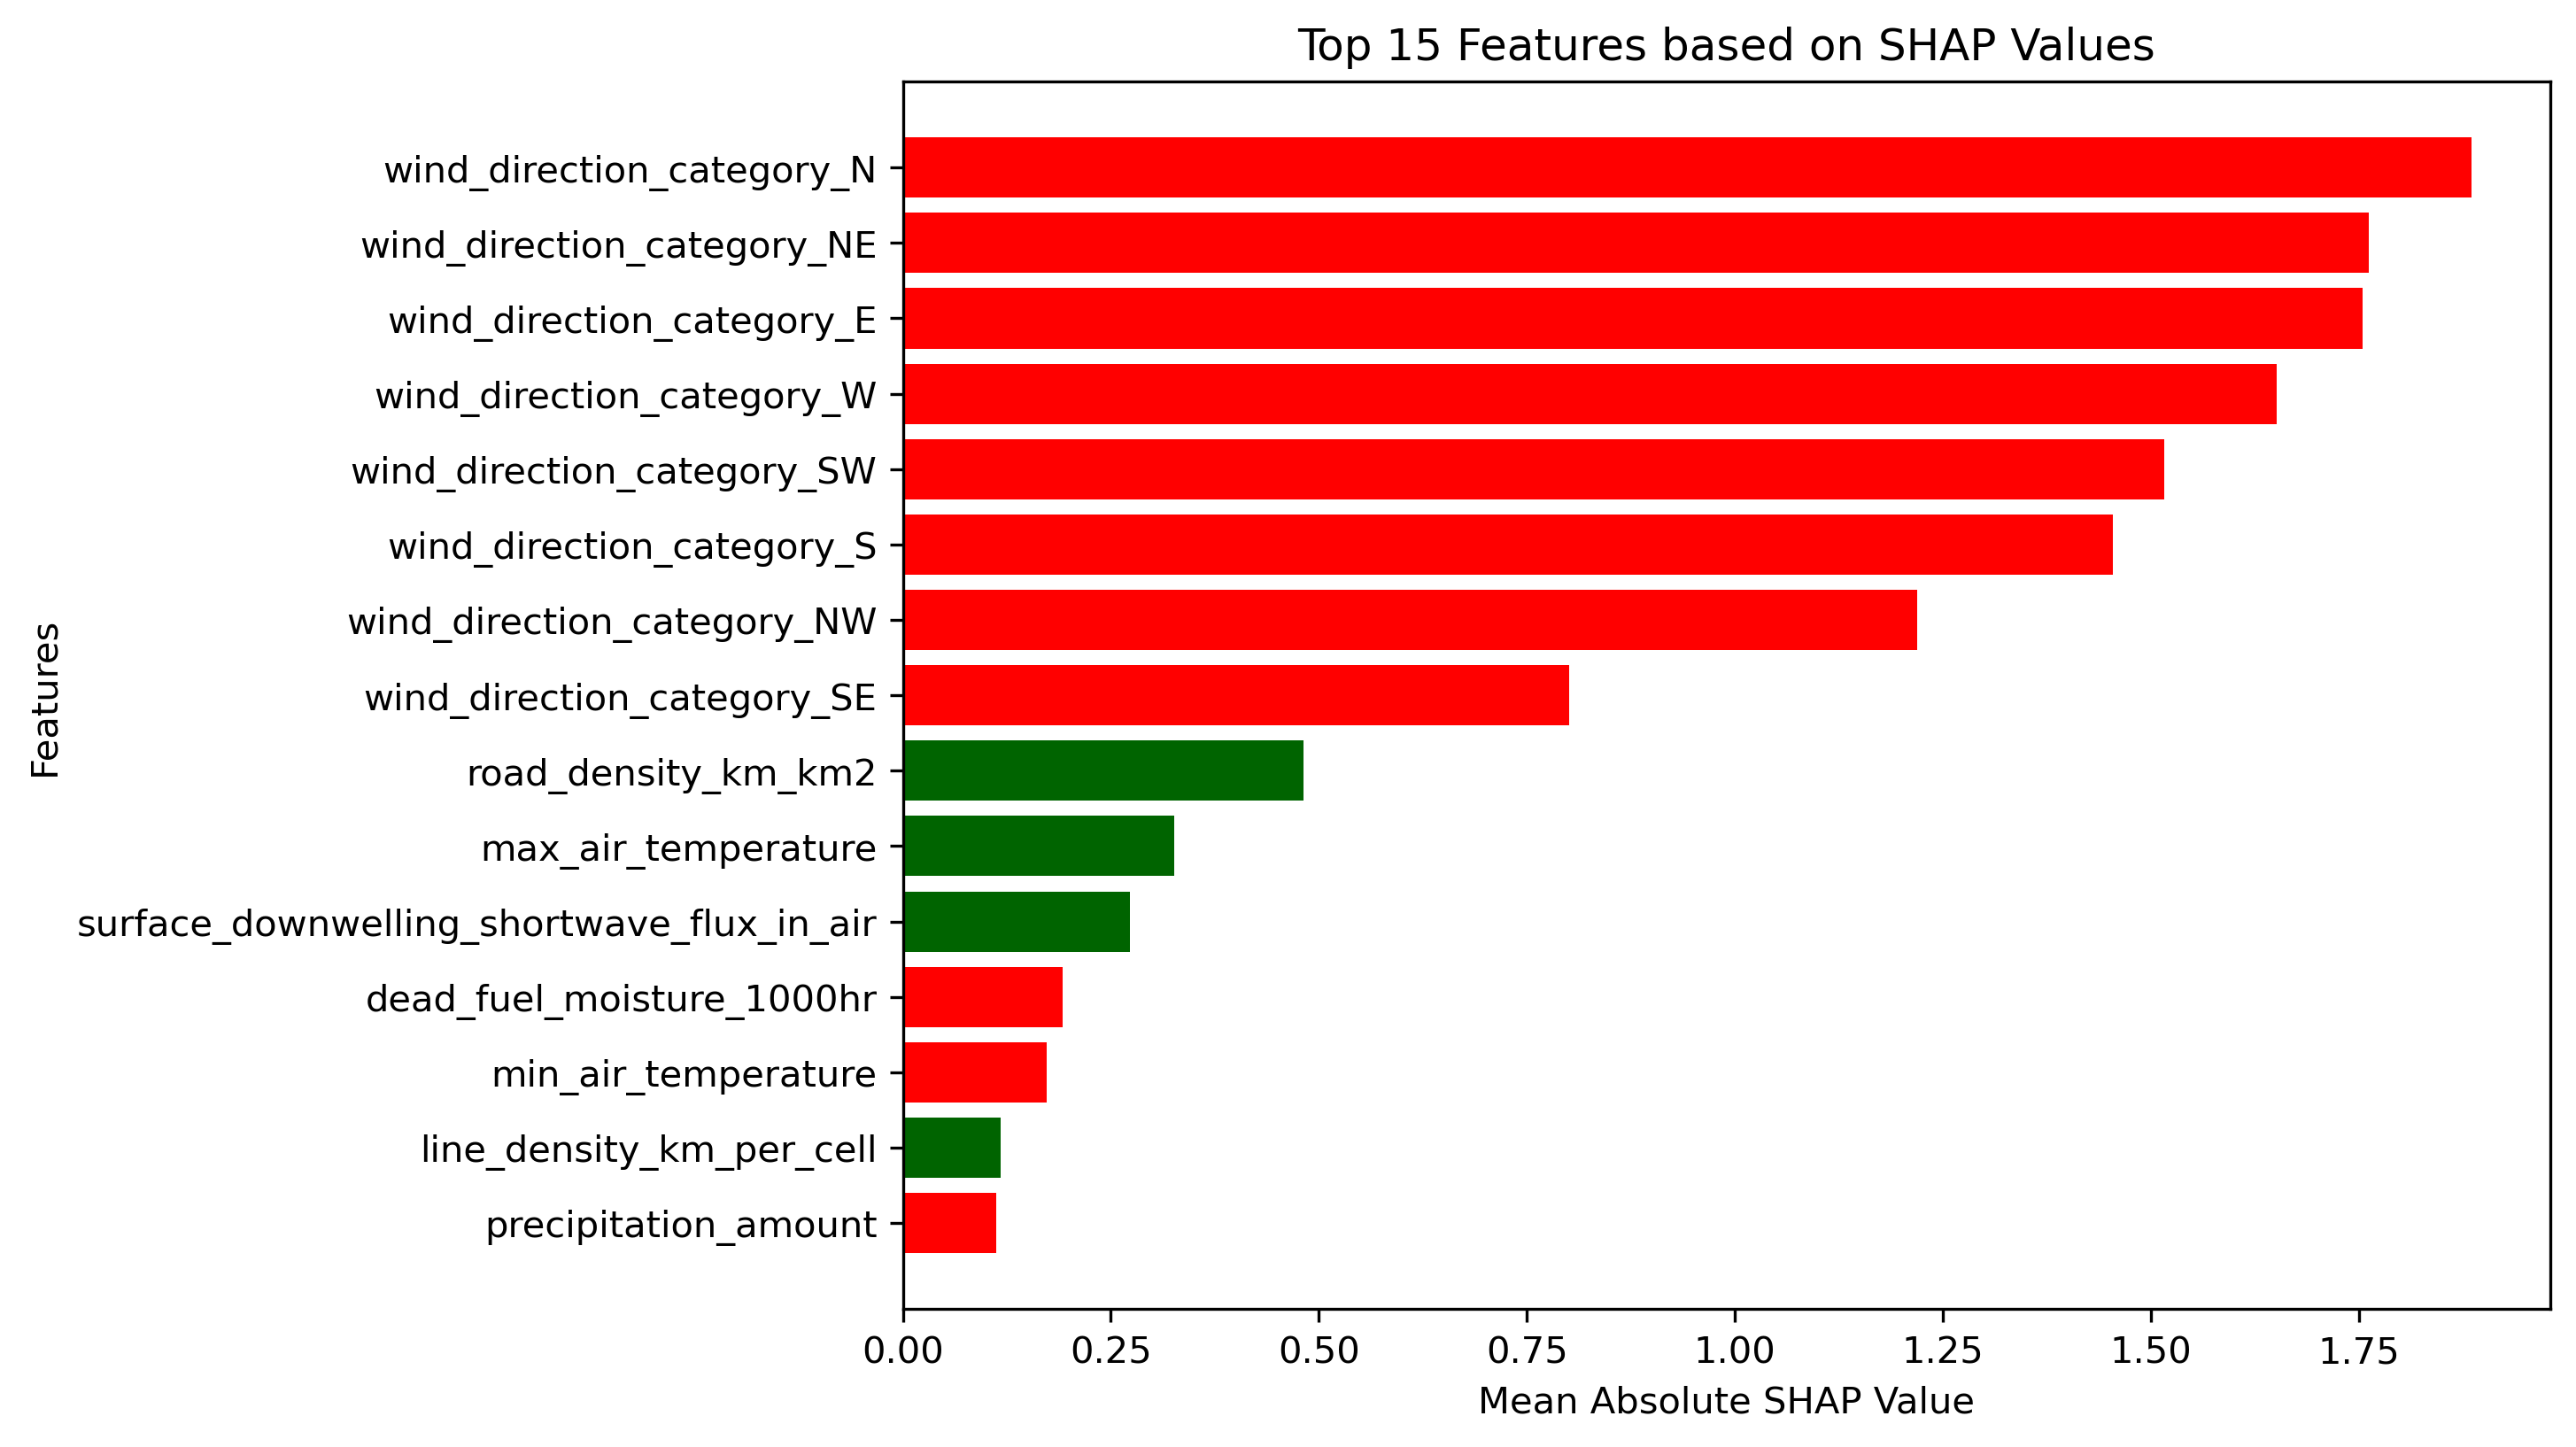 Top 15 Features based on SHAP Values
Features
wind_direction_category_N
wind_direction_category_NE
wind_direction_category_E
wind_direction_category_W
wind_direction_category_SW
wind_direction_category_S
wind_direction_category_NW
wind_direction_category_SE
road_density_km_km2
max_air_temperature
surface_downwelling_shortwave_flux_in_air
dead_fuel_moisture_1000hr
min_air_temperature
line_density_km_per_cell
precipitation_amount
0.00 0.25 0.50 0.75 1.00 1.25 1.50 1.75
Mean Absolute SHAP Value